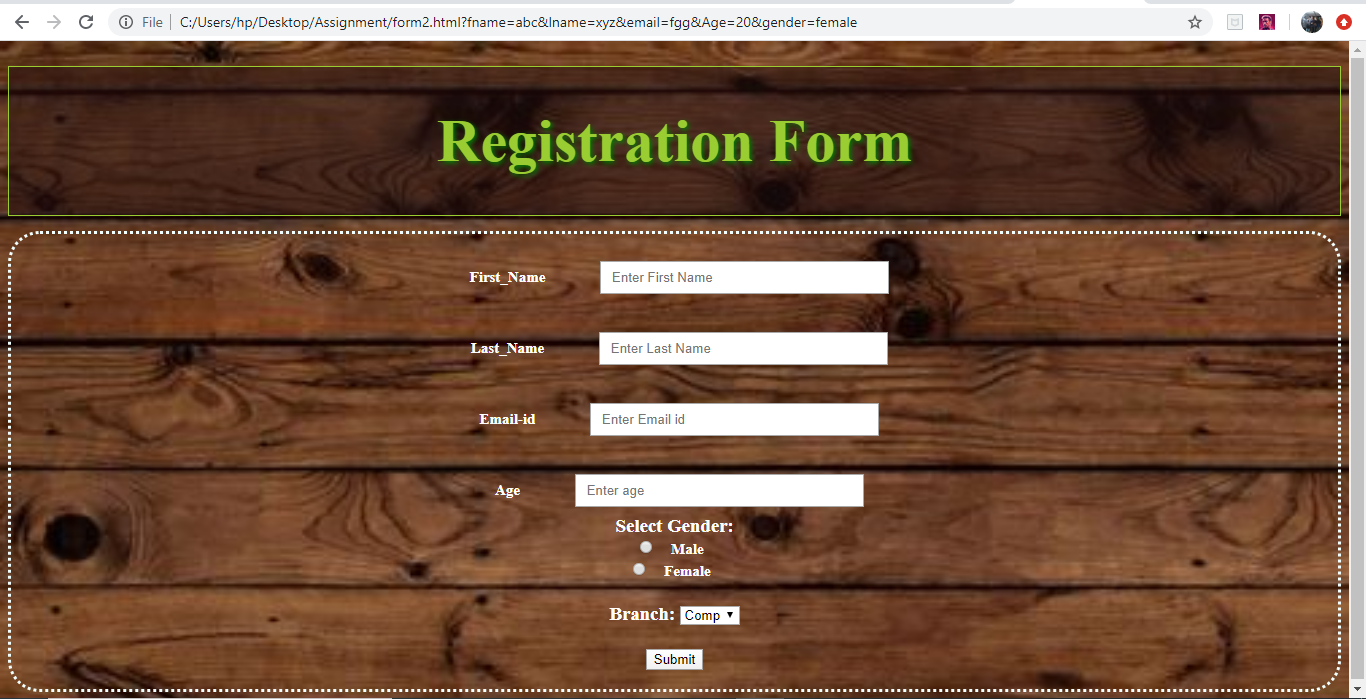 File C:/Users/hp/Desktop/Assignment/form2.html?fname=abc&lname=xyz&email=fgg&Age=20&gender=female
Registration Form
First_Name Enter First Name
Last_Name Enter Last Name
Email-id Enter Email id
Age Enter age
Select Gender:
Male
Female
Branch: Comp
Submit